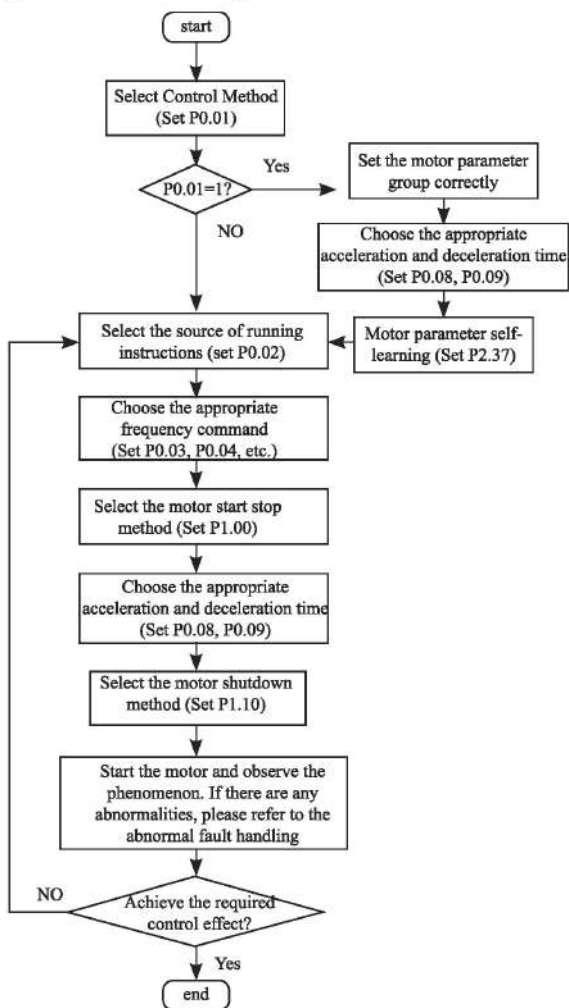 start
Select Control Method
(Set P0.01)
P0.01=1?
Yes
NO
Set the motor parameter
group correctly
Choose the appropriate
acceleration and deceleration time
(Set P0.08, P0.09)
Motor parameter self-
learning (Set P2.37)
Select the source of running
instructions (set P0.02)
Choose the appropriate
frequency command
(Set P0.03, P0.04, etc.)
Select the motor start stop
method (Set P1.00)
Choose the appropriate
acceleration and deceleration time
(Set P0.08, P0.09)
Select the motor shutdown
method (Set P1.10)
Start the motor and observe the
phenomenon. If there are any
abnormalities, please refer to the
abnormal fault handling
NO
Achieve the required
control effect?
Yes
end